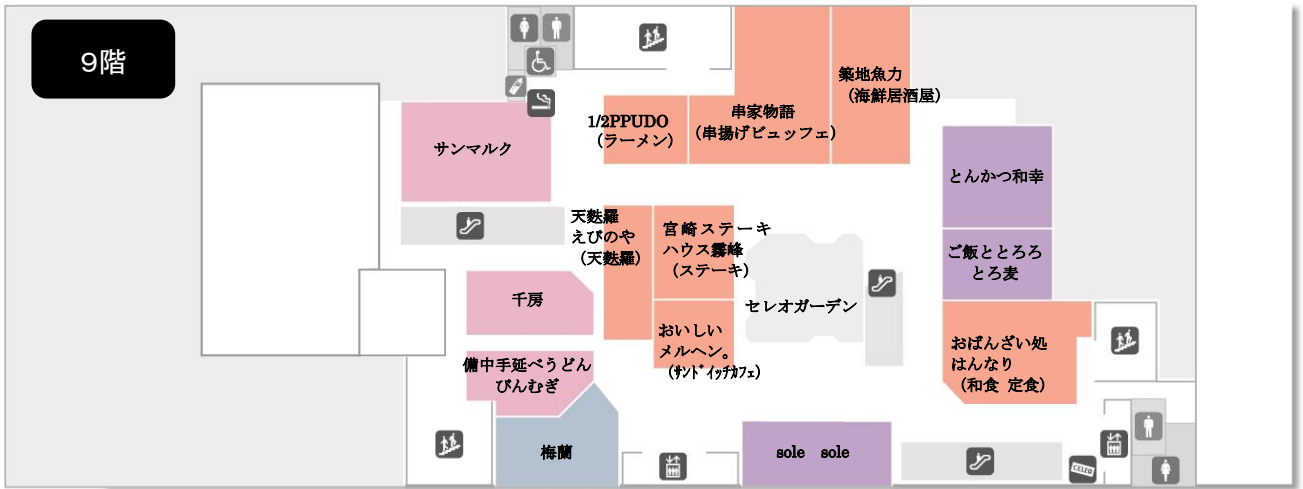 9階
築地魚力
（海鮮居酒屋）
1/2PPUDO
（ラーメン）
串家物語
（串揚げビュッフェ）
サンマルク
とんかつ和幸
天麩羅
えびのや
（天麩羅）
宮崎ステーキ
ハウス霧峰
（ステーキ）
ご飯ととろろ
とろ麦
セレオガーデン
千房
おいしい
メルヘン。
（ｻﾝﾄﾞｲｯﾁｶﾌｪ）
おばんざい処
はんなり
（和食 定食）
備中手延べうどん
びんむぎ
梅蘭
sole sole
CELEO